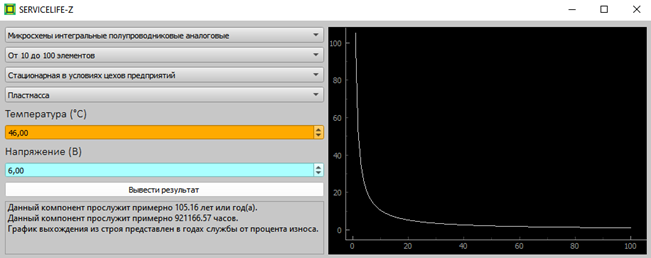 SERVICELIFE-Z
Микросхемы интегральные полупроводниковые аналоговые
От 10 до 100 элементов
Стационарная в условиях цехов предприятий
Пластмасса
Температура (°C)
46,00
Напряжение (В)
6,00
Вывести результат
Данный компонент прослужит примерно 105.16 лет или год(а).
Данный компонент прослужит примерно 921166.57 часов.
График выхождения из строя представлен в годах службы от процента износа.
100
80
60
40
20
0
0 20 40 60 80 100